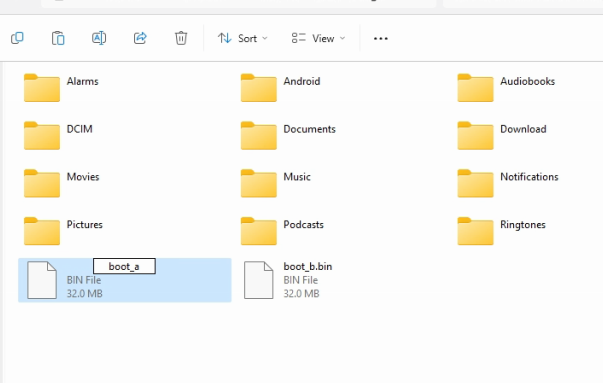 Sort
View
Alarms
Android
Audiobooks
DCIM
Documents
Download
Movies
Music
Notifications
Pictures
Podcasts
Ringtones
boot_a
BIN File
32.0 MB
boot_b.bin
BIN File
32.0 MB